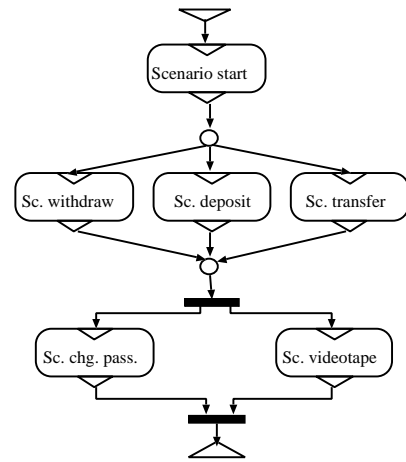 Scenario start
Sc. withdraw
Sc. deposit
Sc. transfer
Sc. chg. pass.
Sc. videotape